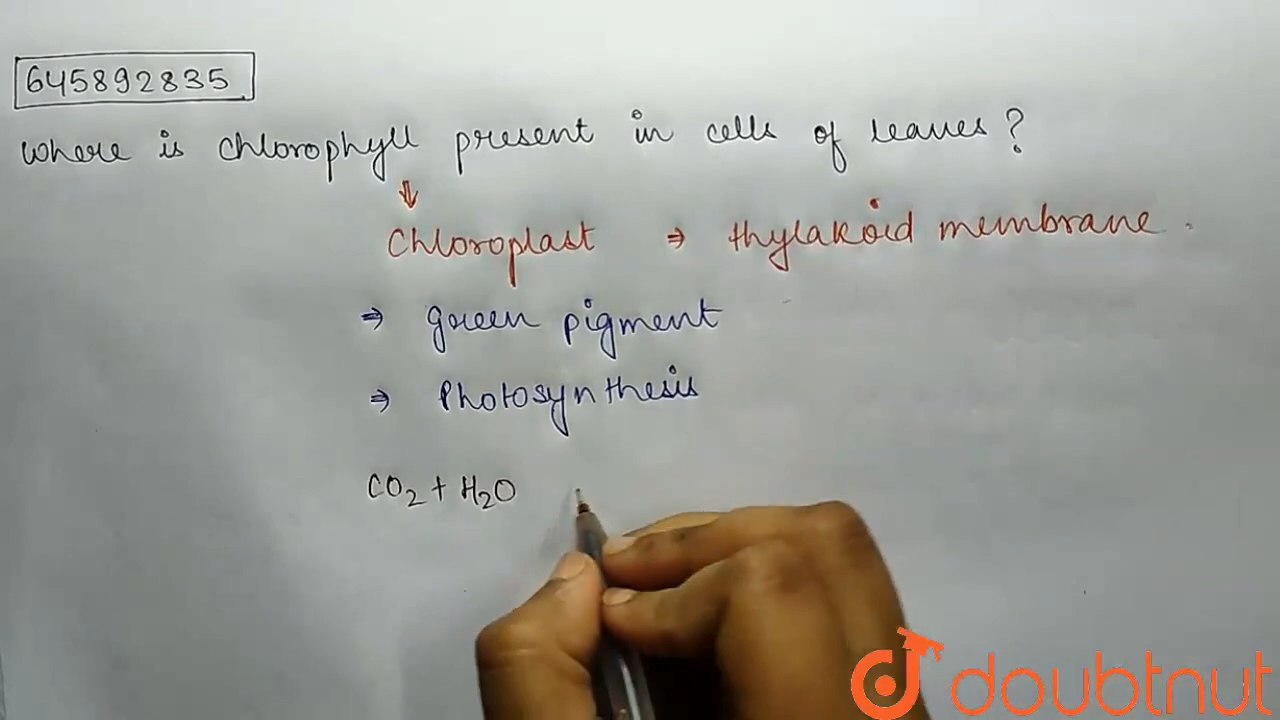 645892835
Where is chlorophyll present in cells of leaves?
⇓
Chloroplast ⇒ thylakoid membrane.
⇒ green pigment
⇒ Photosynthesis
CO2 + H2O
doubtnut